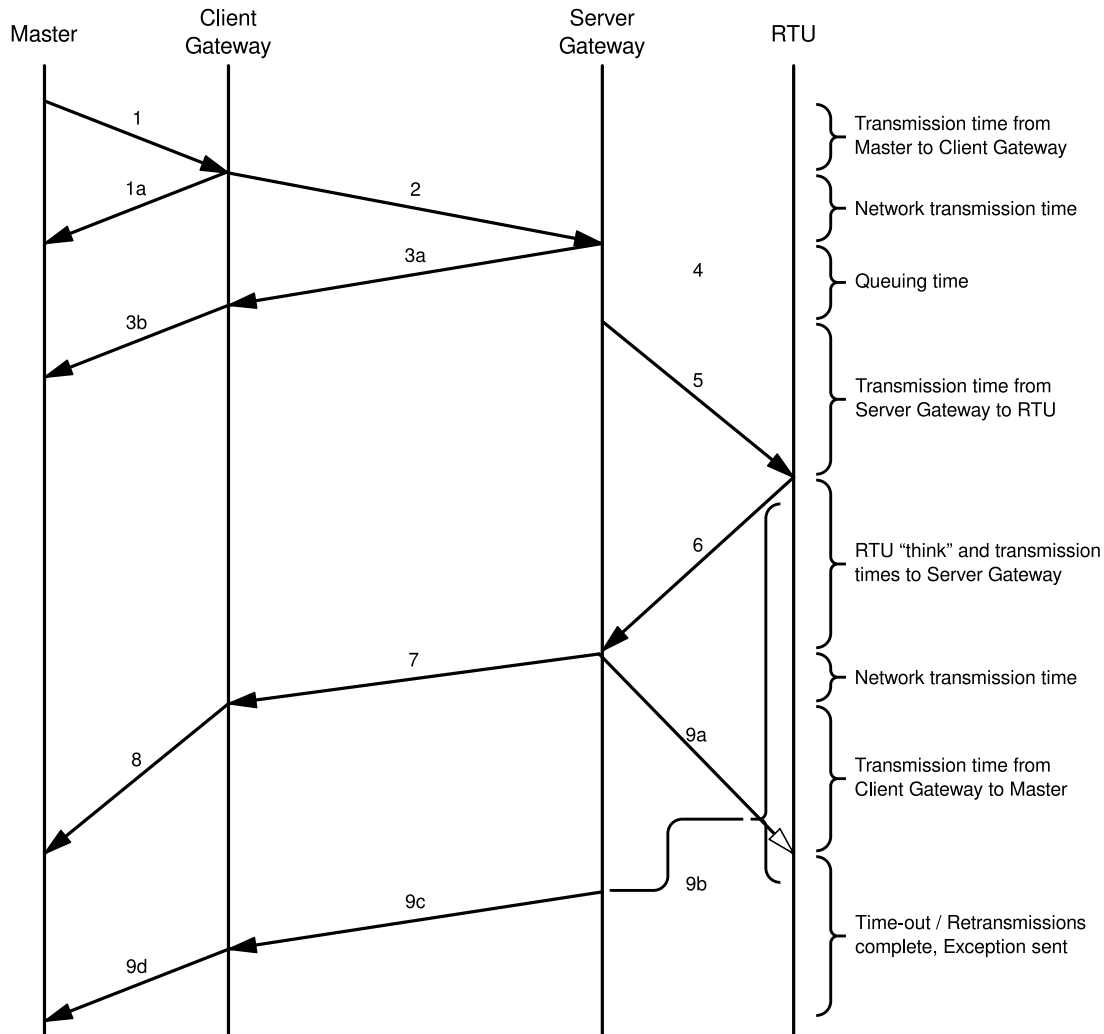 Master
Client
Gateway
Server
Gateway
RTU
1
Transmission time from
Master to Client Gateway
1a
2
Network transmission time
3a
4
Queuing time
3b
5
Transmission time from
Server Gateway to RTU
6
RTU “think” and transmission
times to Server Gateway
7
Network transmission time
8
9a
Transmission time from
Client Gateway to Master
9b
9c
Time-out / Retransmissions
complete, Exception sent
9d